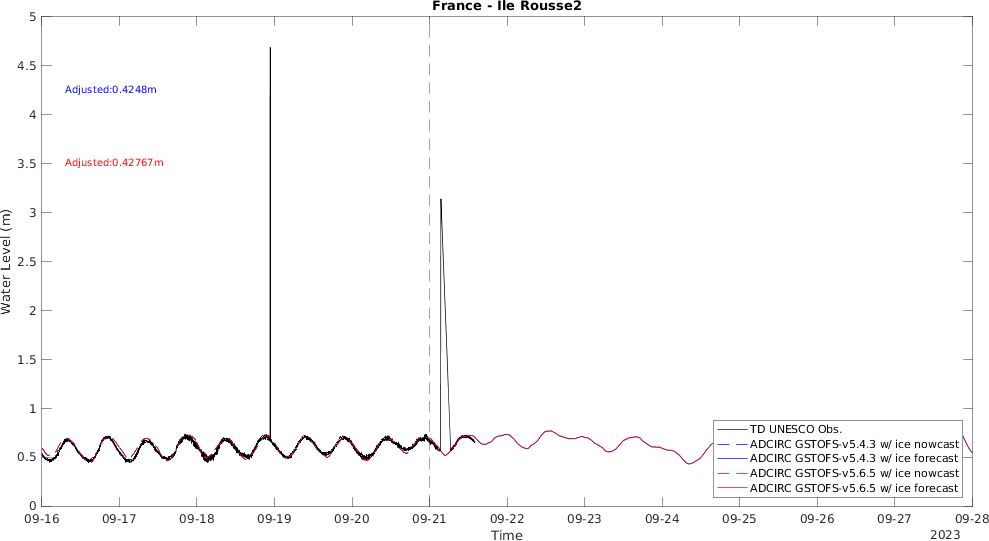 France - Ile Rousse2
5
4.5
4
3.5
3
2.5
2
1.5
1
0.5
0
Water Level (m)
Adjusted:0.4248m
Adjusted:0.42767m
TD UNESCO Obs.
ADCIRC GSTOFS-v5.4.3 w/ ice nowcast
ADCIRC GSTOFS-v5.4.3 w/ ice forecast
ADCIRC GSTOFS-v5.6.5 w/ ice nowcast
ADCIRC GSTOFS-v5.6.5 w/ ice forecast
09-16 09-17 09-18 09-19 09-20 09-21 09-22 09-23 09-24 09-25 09-26 09-27 09-28
Time
2023